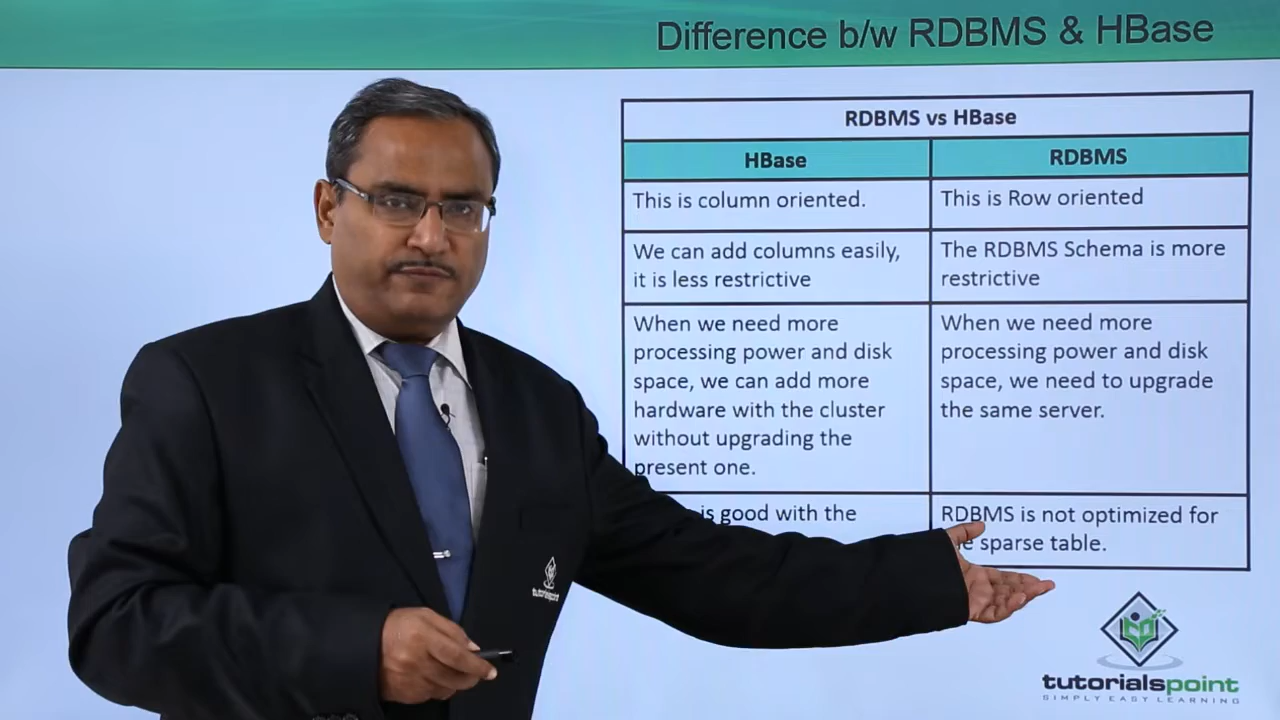 Difference b/w RDBMS & HBase
RDBMS vs HBase
HBase
RDBMS
This is column oriented.
This is Row oriented
We can add columns easily,
it is less restrictive
The RDBMS Schema is more
restrictive
When we need more
processing power and disk
space, we can add more
hardware with the cluster
without upgrading the
present one.
When we need more
processing power and disk
space, we need to upgrade
the same server.
is good with the
RDBMS is not optimized for
sparse table.
tutorialspoint
tutorialspoint
SIMPLY EASY LEARNING